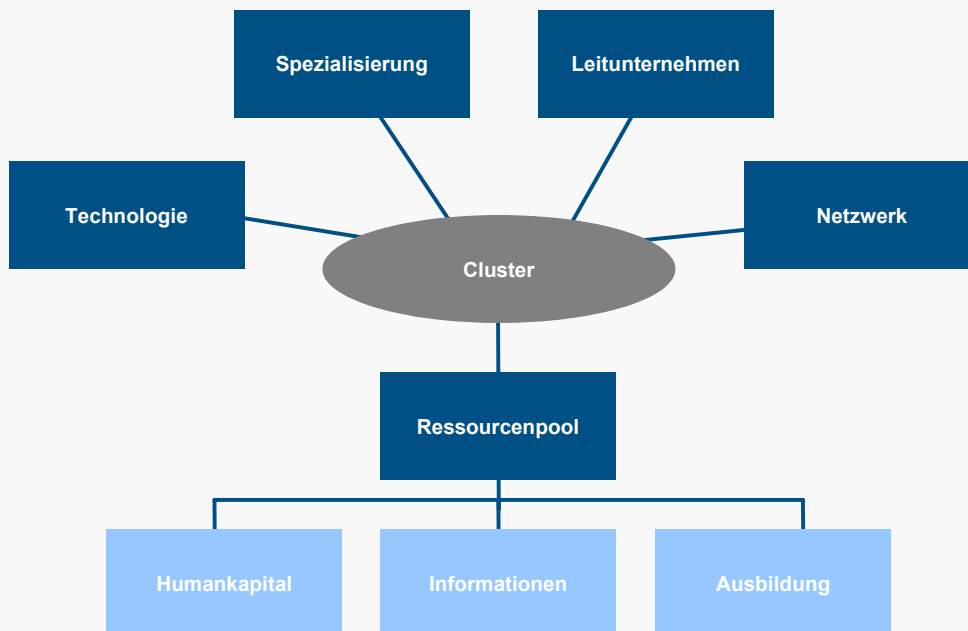 Spezialisierung
Leitunternehmen
Technologie
Netzwerk
Cluster
Ressourcenpool
Humankapital
Informationen
Ausbildung